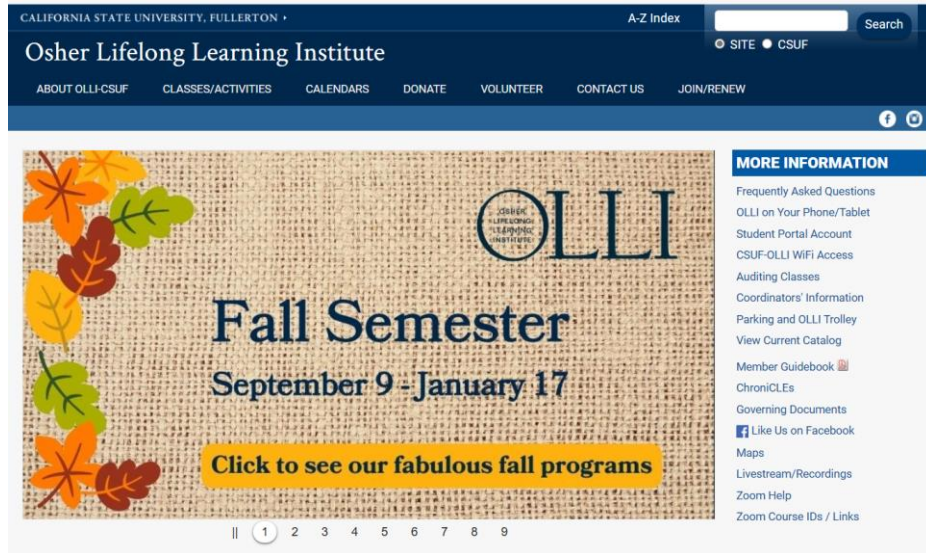 CALIFORNIA STATE UNIVERSITY, FULLERTON
A-Z Index
Search
Osher Lifelong Learning Institute
SITE CSUF
ABOUT OLLI-CSUF CLASSES/ACTIVITIES CALENDARS DONATE VOLUNTEER CONTACT US JOIN/RENEW
OLLI
OSHER
LIFELONG
LEARNING
INSTITUTE
Fall Semester
September 9 - January 17
Click to see our fabulous fall programs
|| 1 2 3 4 5 6 7 8 9
MORE INFORMATION
Frequently Asked Questions
OLLI on Your Phone/Tablet
Student Portal Account
CSUF-OLLI WiFi Access
Auditing Classes
Coordinators' Information
Parking and OLLI Trolley
View Current Catalog
Member Guidebook
ChroniCLEs
Governing Documents
Like Us on Facebook
Maps
Livestream/Recordings
Zoom Help
Zoom Course IDs / Links